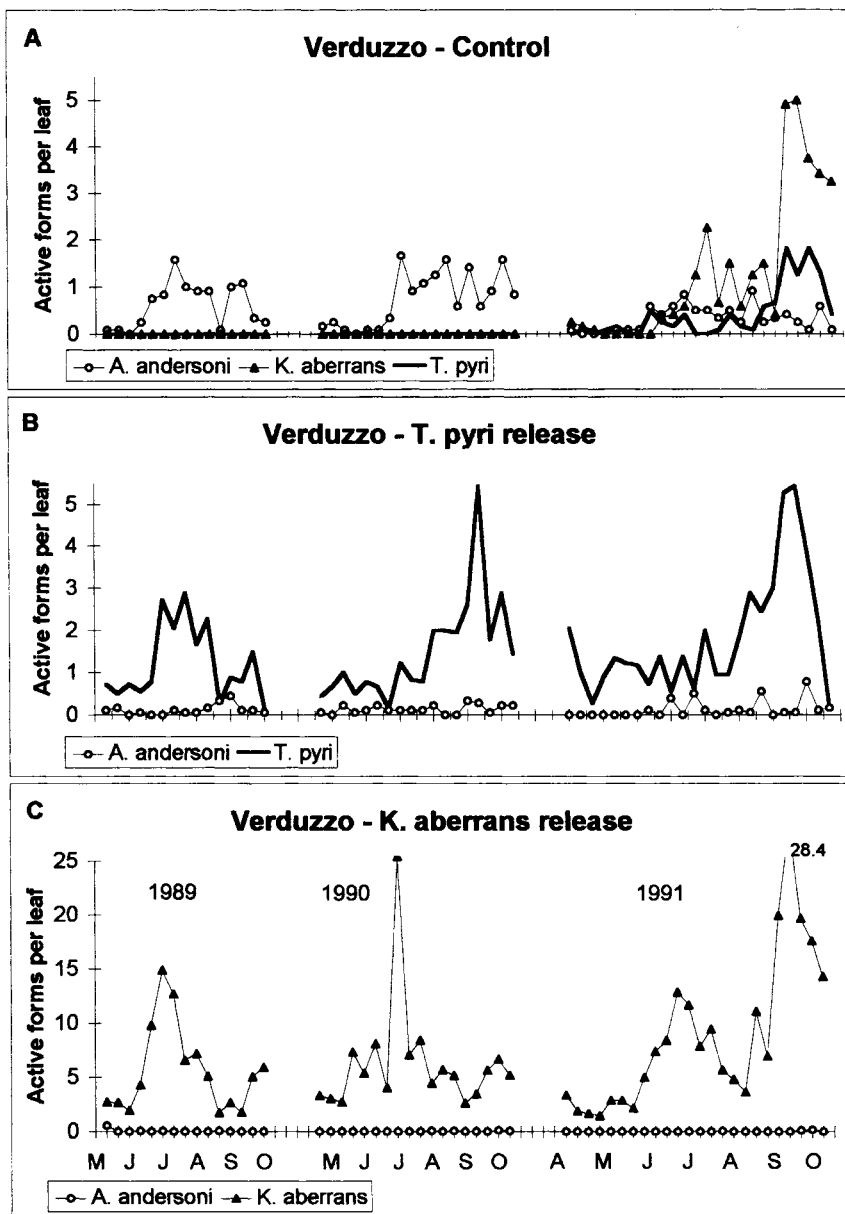 A
Verduzzo - Control
Active forms per leaf
5
4
3
2
1
0
A. andersoni K. aberrans T. pyri
B
Verduzzo - T. pyri release
Active forms per leaf
5
4
3
2
1
0
A. andersoni T. pyri
C
Verduzzo - K. aberrans release
28.4
1989 1990 1991
Active forms per leaf
25
20
15
10
5
0
M J J A S O M J J A S O A M J J A S O
A. andersoni K. aberrans